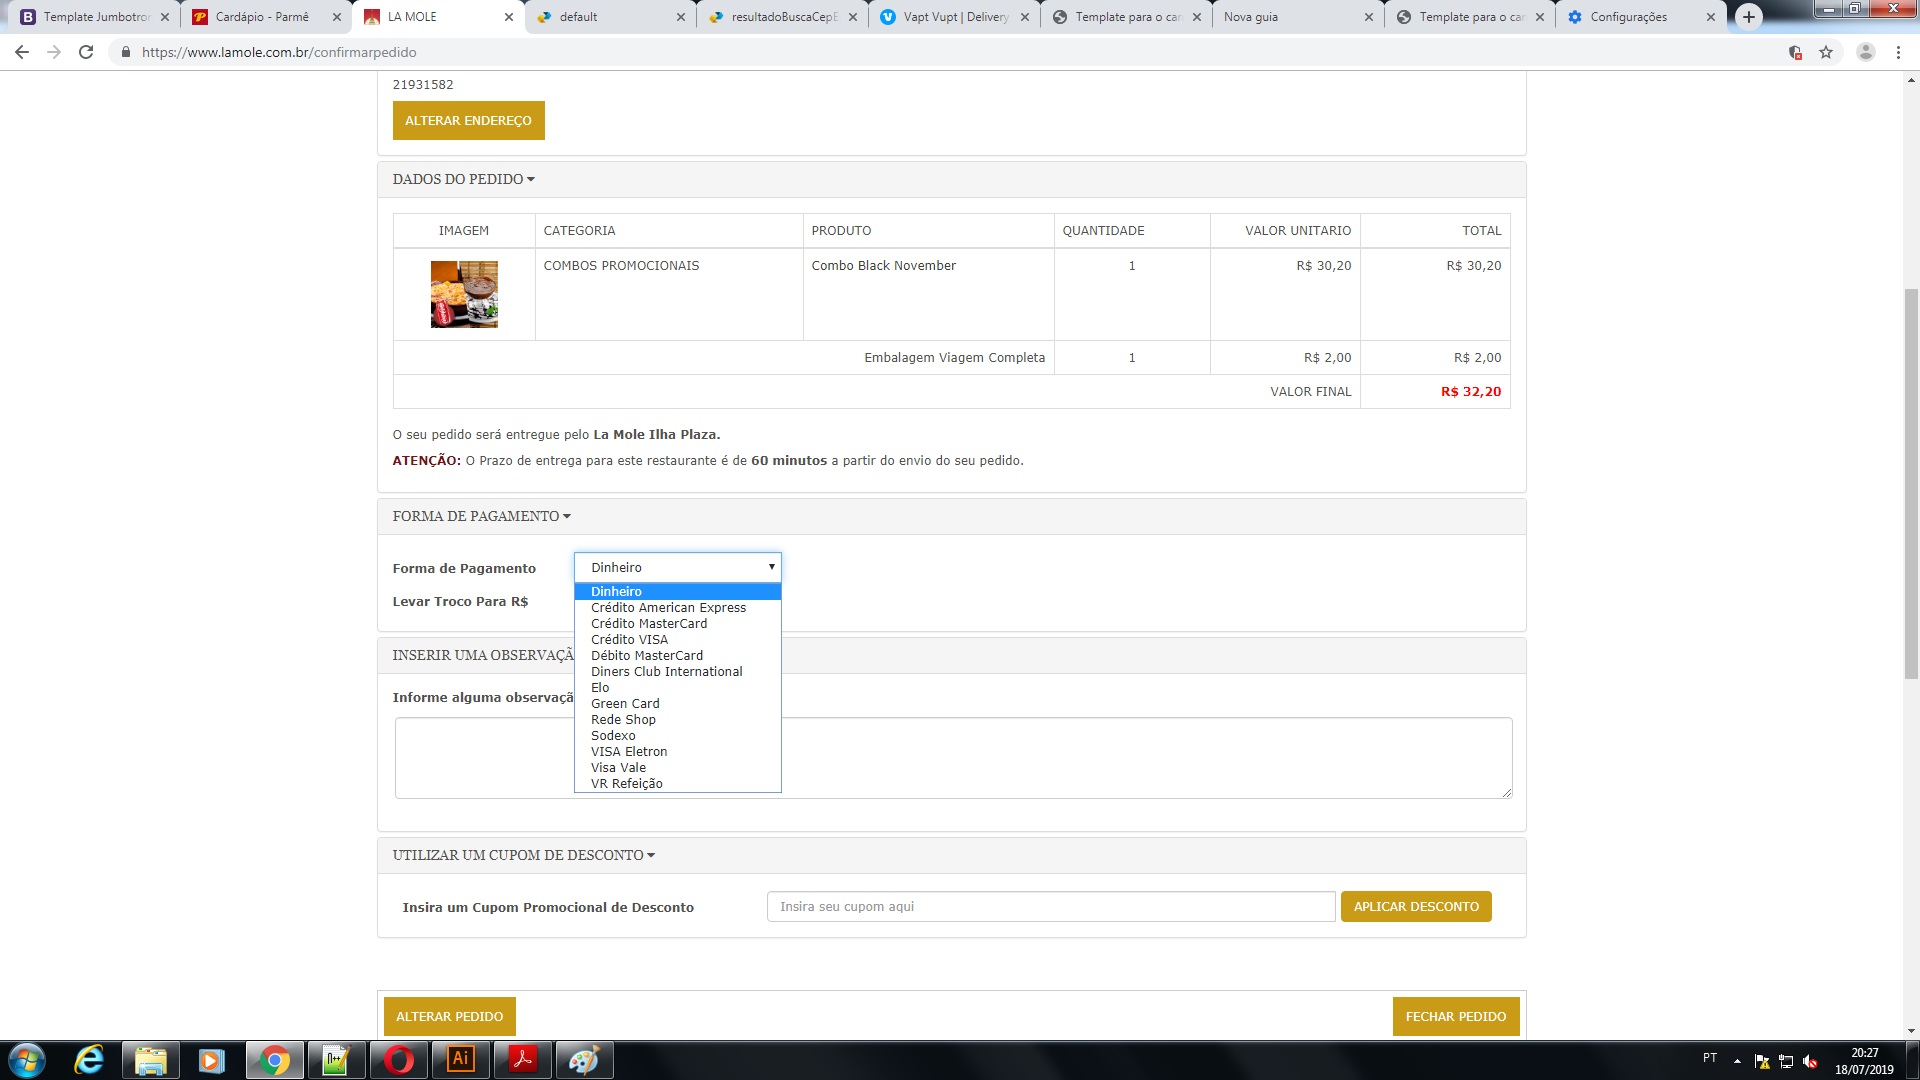 Template Jumbotron
Cardápio - Parmê
LA MOLE
default
resultadoBuscaCepE
Vapt Vupt | Delivery
Template para o car
Nova guia
Template para o car
Configurações
https://www.lamole.com.br/confirmarpedido
21931582
ALTERAR ENDEREÇO
DADOS DO PEDIDO
IMAGEM CATEGORIA PRODUTO QUANTIDADE VALOR UNITARIO TOTAL
COMBOS PROMOCIONAIS Combo Black November 1 R$ 30,20 R$ 30,20
Embalagem Viagem Completa 1 R$ 2,00 R$ 2,00
VALOR FINAL R$ 32,20
O seu pedido será entregue pelo La Mole Ilha Plaza.
ATENÇÃO: O Prazo de entrega para este restaurante é de 60 minutos a partir do envio do seu pedido.
FORMA DE PAGAMENTO
Forma de Pagamento Dinheiro
Dinheiro
Crédito American Express
Levar Troco Para R$
Crédito MasterCard
Crédito VISA
Débito MasterCard
Diners Club International
Elo
Green Card
Rede Shop
Sodexo
VISA Eletron
Visa Vale
VR Refeição
INSERIR UMA OBSERVAÇÃ
Informe alguma observaçã
UTILIZAR UM CUPOM DE DESCONTO
Insira um Cupom Promocional de Desconto Insira seu cupom aqui APLICAR DESCONTO
ALTERAR PEDIDO FECHAR PEDIDO
Ai
PT
20:27
18/07/2019